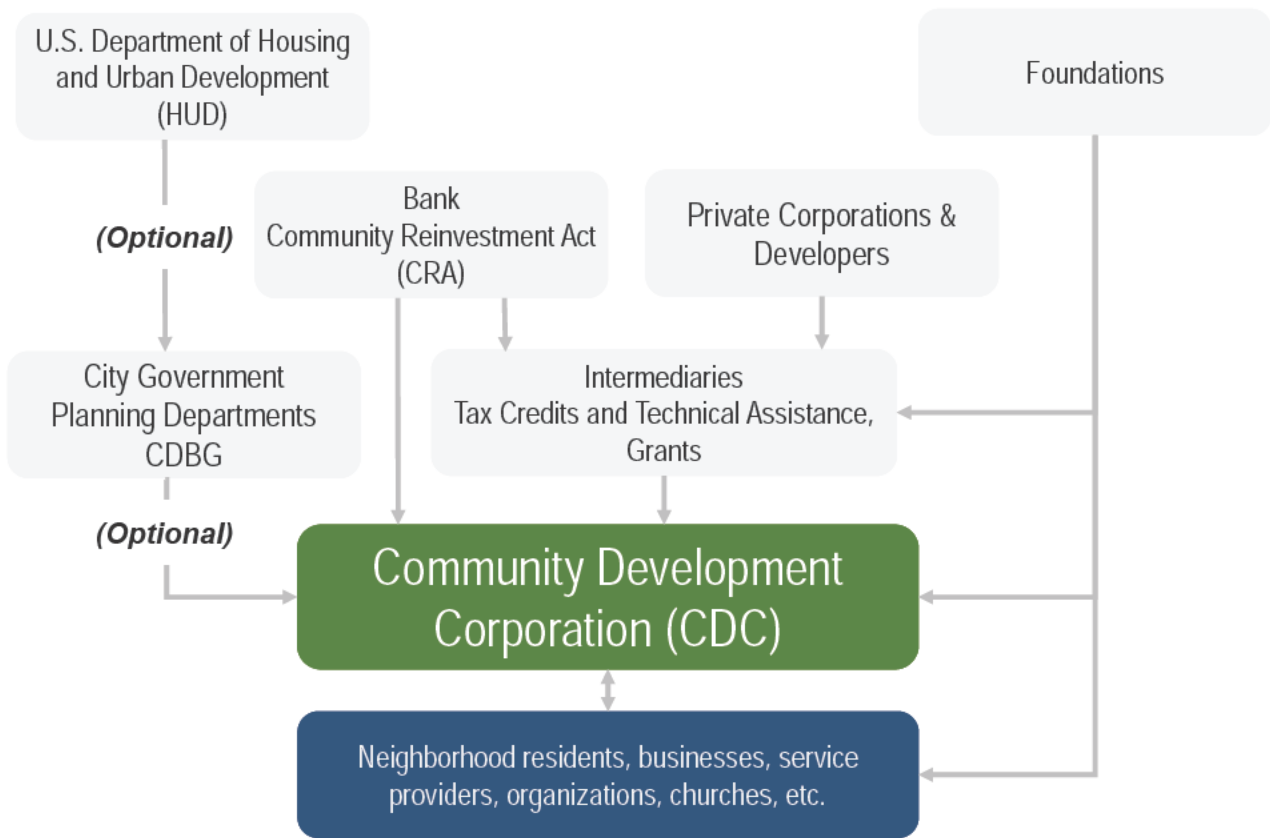 U.S. Department of Housing
and Urban Development
(HUD)
Foundations
Bank
Community Reinvestment Act
(CRA)
Private Corporations &
Developers
(Optional)
City Government
Planning Departments
CDBG
Intermediaries
Tax Credits and Technical Assistance,
Grants
(Optional)
Community Development
Corporation (CDC)
Neighborhood residents, businesses, service
providers, organizations, churches, etc.